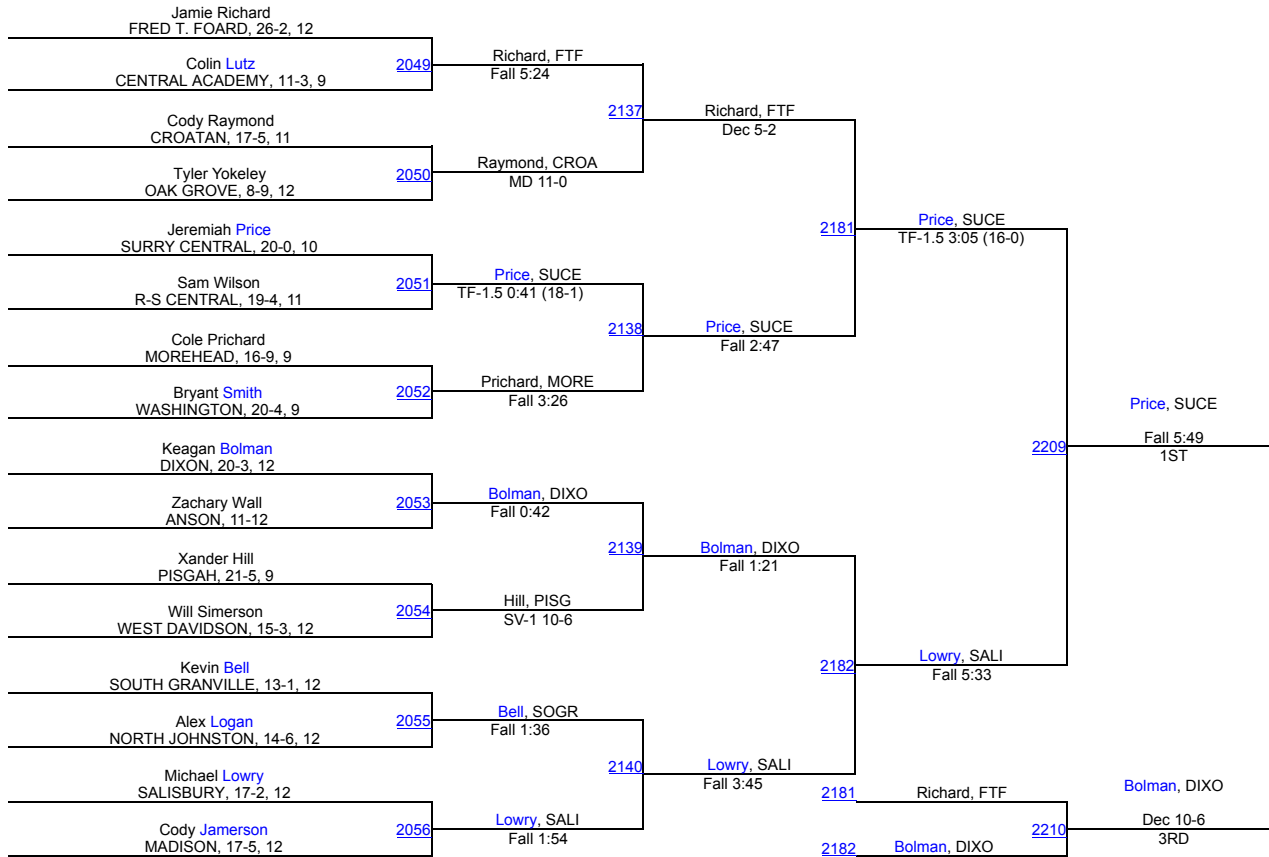 Jamie Richard
FRED T. FOARD, 26-2, 12
Colin Lutz
CENTRAL ACADEMY, 11-3, 9
2049
Richard, FTF
Fall 5:24
Cody Raymond
CROATAN, 17-5, 11
Tyler Yokeley
OAK GROVE, 8-9, 12
2050
Raymond, CROA
MD 11-0
2137
Richard, FTF
Dec 5-2
Jeremiah Price
SURRY CENTRAL, 20-0, 10
Sam Wilson
R-S CENTRAL, 19-4, 11
2051
Price, SUCE
TF-1.5 0:41 (18-1)
Cole Prichard
MOREHEAD, 16-9, 9
Bryant Smith
WASHINGTON, 20-4, 9
2052
Prichard, MORE
Fall 3:26
2138
Price, SUCE
Fall 2:47
2181
Price, SUCE
TF-1.5 3:05 (16-0)
Keagan Bolman
DIXON, 20-3, 12
Zachary Wall
ANSON, 11-12
2053
Bolman, DIXO
Fall 0:42
Xander Hill
PISGAH, 21-5, 9
Will Simerson
WEST DAVIDSON, 15-3, 12
2054
Hill, PISG
SV-1 10-6
2139
Bolman, DIXO
Fall 1:21
Kevin Bell
SOUTH GRANVILLE, 13-1, 12
Alex Logan
NORTH JOHNSTON, 14-6, 12
2055
Bell, SOGR
Fall 1:36
Michael Lowry
SALISBURY, 17-2, 12
Cody Jamerson
MADISON, 17-5, 12
2056
Lowry, SALI
Fall 1:54
2140
Lowry, SALI
Fall 3:45
2182
Lowry, SALI
Fall 5:33
2209
Price, SUCE
Fall 5:49
1ST
2181
Richard, FTF
2182
Bolman, DIXO
2210
Bolman, DIXO
Dec 10-6
3RD